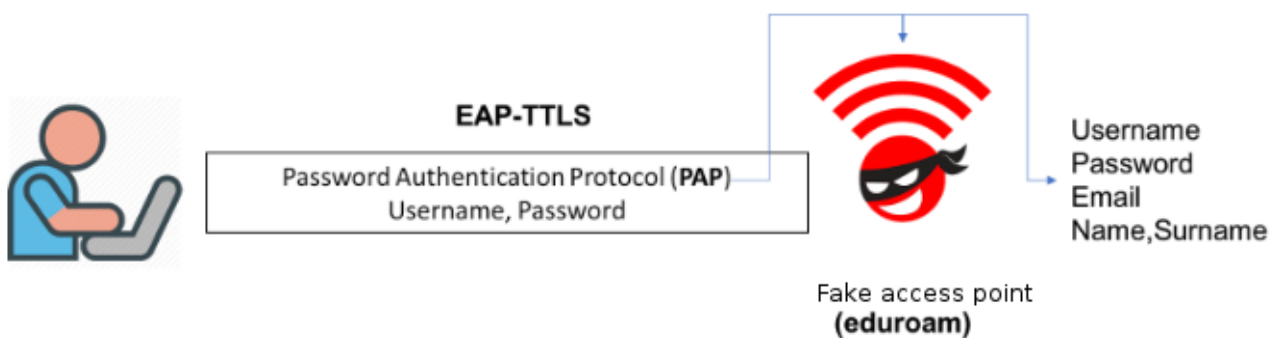 EAP-TTLS
Password Authentication Protocol (PAP)
Username, Password
Fake access point
(eduroam)
Username
Password
Email
Name,Surname